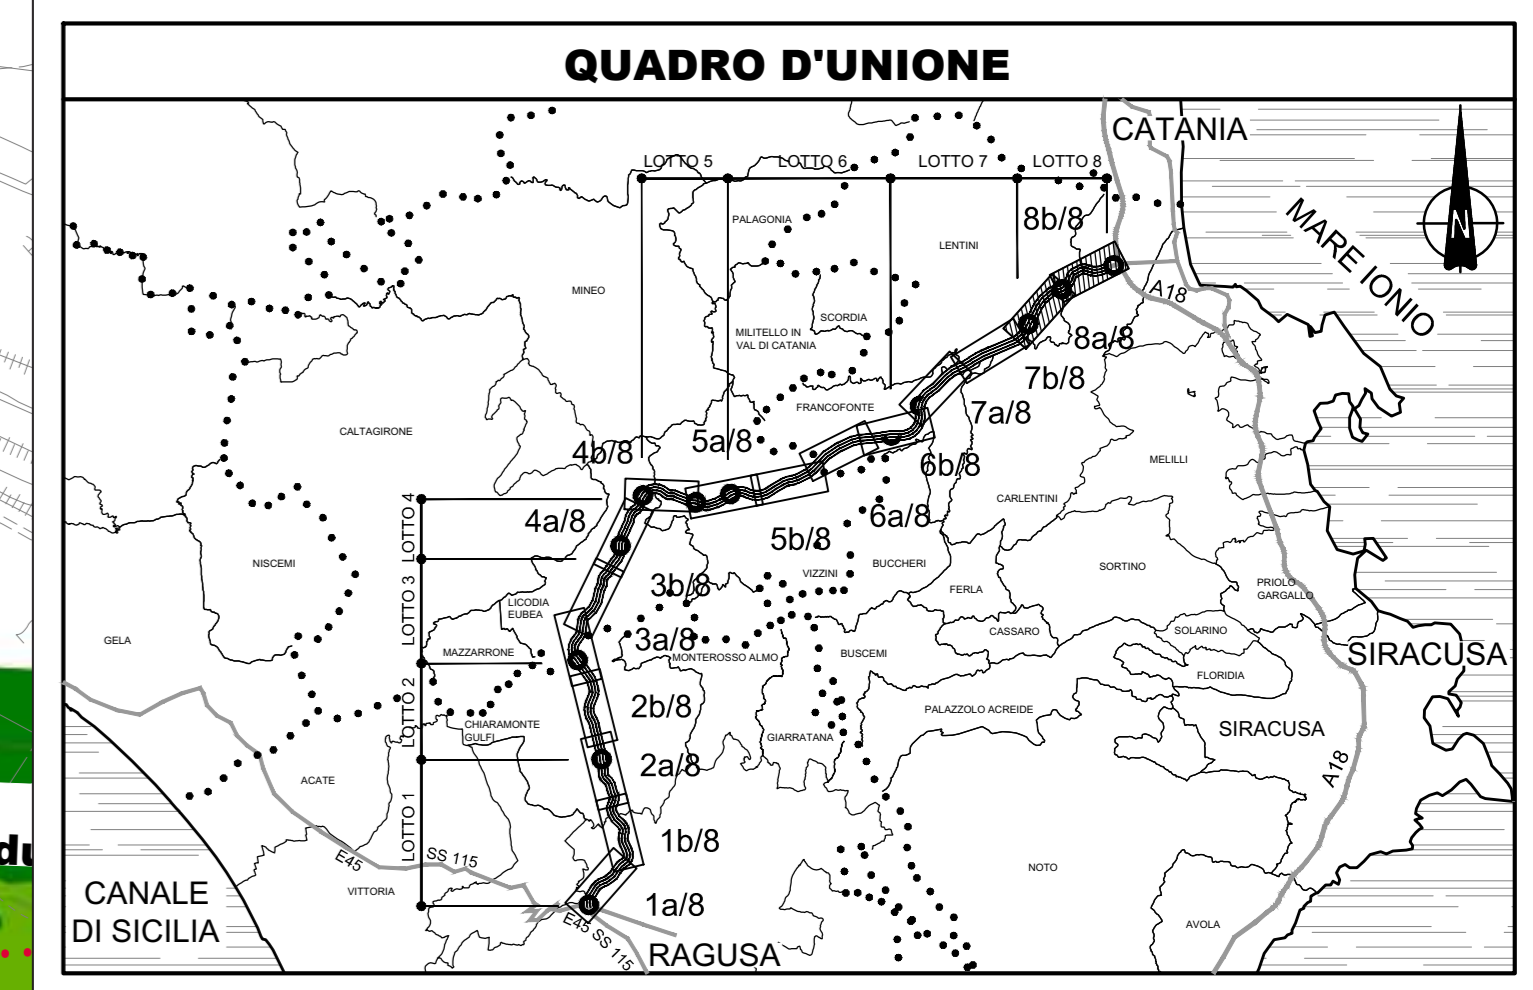 QUADRO D'UNIONE
CATANIA
LOTTO 5
LOTTO 6
LOTTO 7
LOTTO 8
PALAGONIA
8b/8
N
MARE IONIO
LENTINI
MINEO
A18
SCORDIA
MILITELLO IN
VAL DI CATANIA
8a/8
7b/8
FRANCOFONTE
7a/8
CALTAGIRONE
4b/8
5a/8
6b/8
MELILLI
CARLENTINI
LOTTO 4
4a/8
6a/8
5b/8
NISCEMI
VIZZINI
BUCCHERI
SORTINO
LOTTO 3
3b/8
FERLA
PRIOLO
GARGALLO
LICODIA
EUBEA
GELA
MAZZARRONE
3a/8
MONTEROSSO ALMO
BUSCEMI
CASSARO
SOLARINO
SIRACUSA
FLORIDIA
LOTTO 2
2b/8
PALAZZOLO ACREIDE
CHIARAMONTE
GULFI
GIARRATANA
SIRACUSA
ACATE
2a/8
A18
LOTTO 1
1b/8
du
E45
SS 115
NOTO
VITTORIA
CANALE
DI SICILIA
1a/8
E45 SS 115
RAGUSA
AVOLA